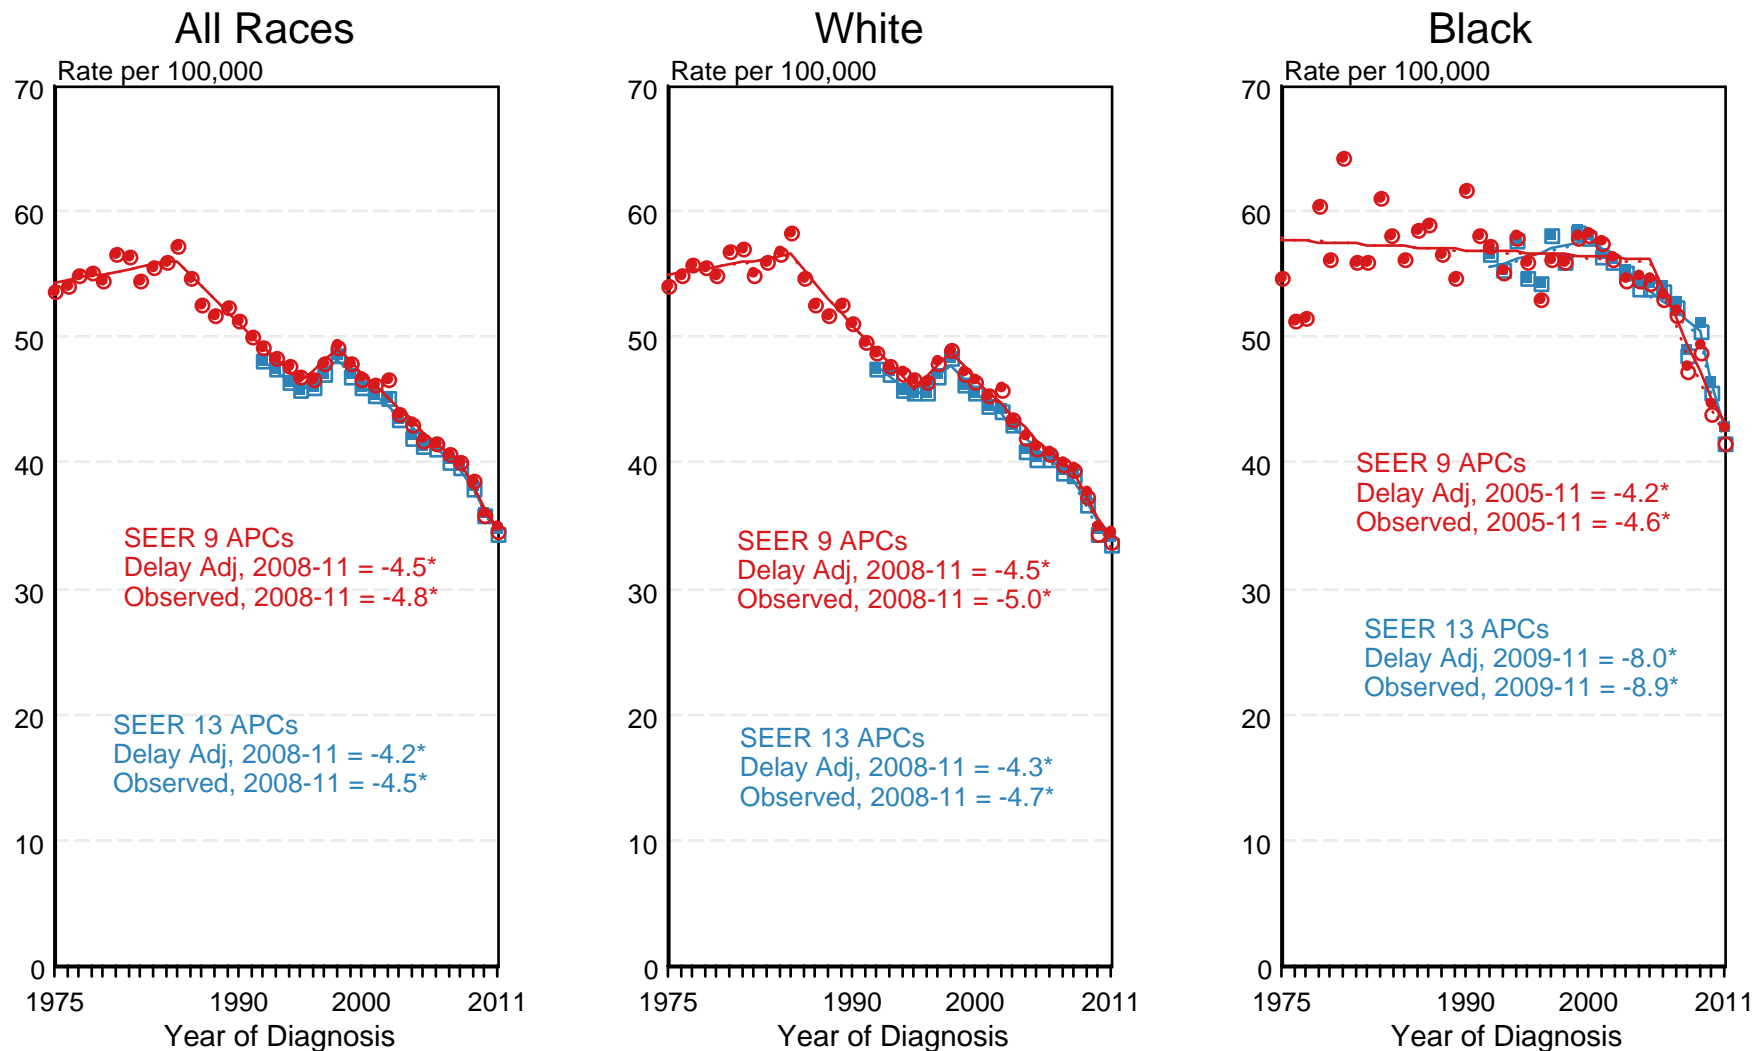 All Races
Rate per 100,000
70
60
50
40
30
20
10
0
SEER 9 APCs
Delay Adj, 2008-11 = -4.5*
Observed, 2008-11 = -4.8*
SEER 13 APCs
Delay Adj, 2008-11 = -4.2*
Observed, 2008-11 = -4.5*
1975 1990 2000 2011
Year of Diagnosis
White
Rate per 100,000
70
60
50
40
30
20
10
0
SEER 9 APCs
Delay Adj, 2008-11 = -4.5*
Observed, 2008-11 = -5.0*
SEER 13 APCs
Delay Adj, 2008-11 = -4.3*
Observed, 2008-11 = -4.7*
1975 1990 2000 2011
Year of Diagnosis
Black
Rate per 100,000
70
60
50
40
30
20
10
0
SEER 9 APCs
Delay Adj, 2005-11 = -4.2*
Observed, 2005-11 = -4.6*
SEER 13 APCs
Delay Adj, 2009-11 = -8.0*
Observed, 2009-11 = -8.9*
1975 1990 2000 2011
Year of Diagnosis